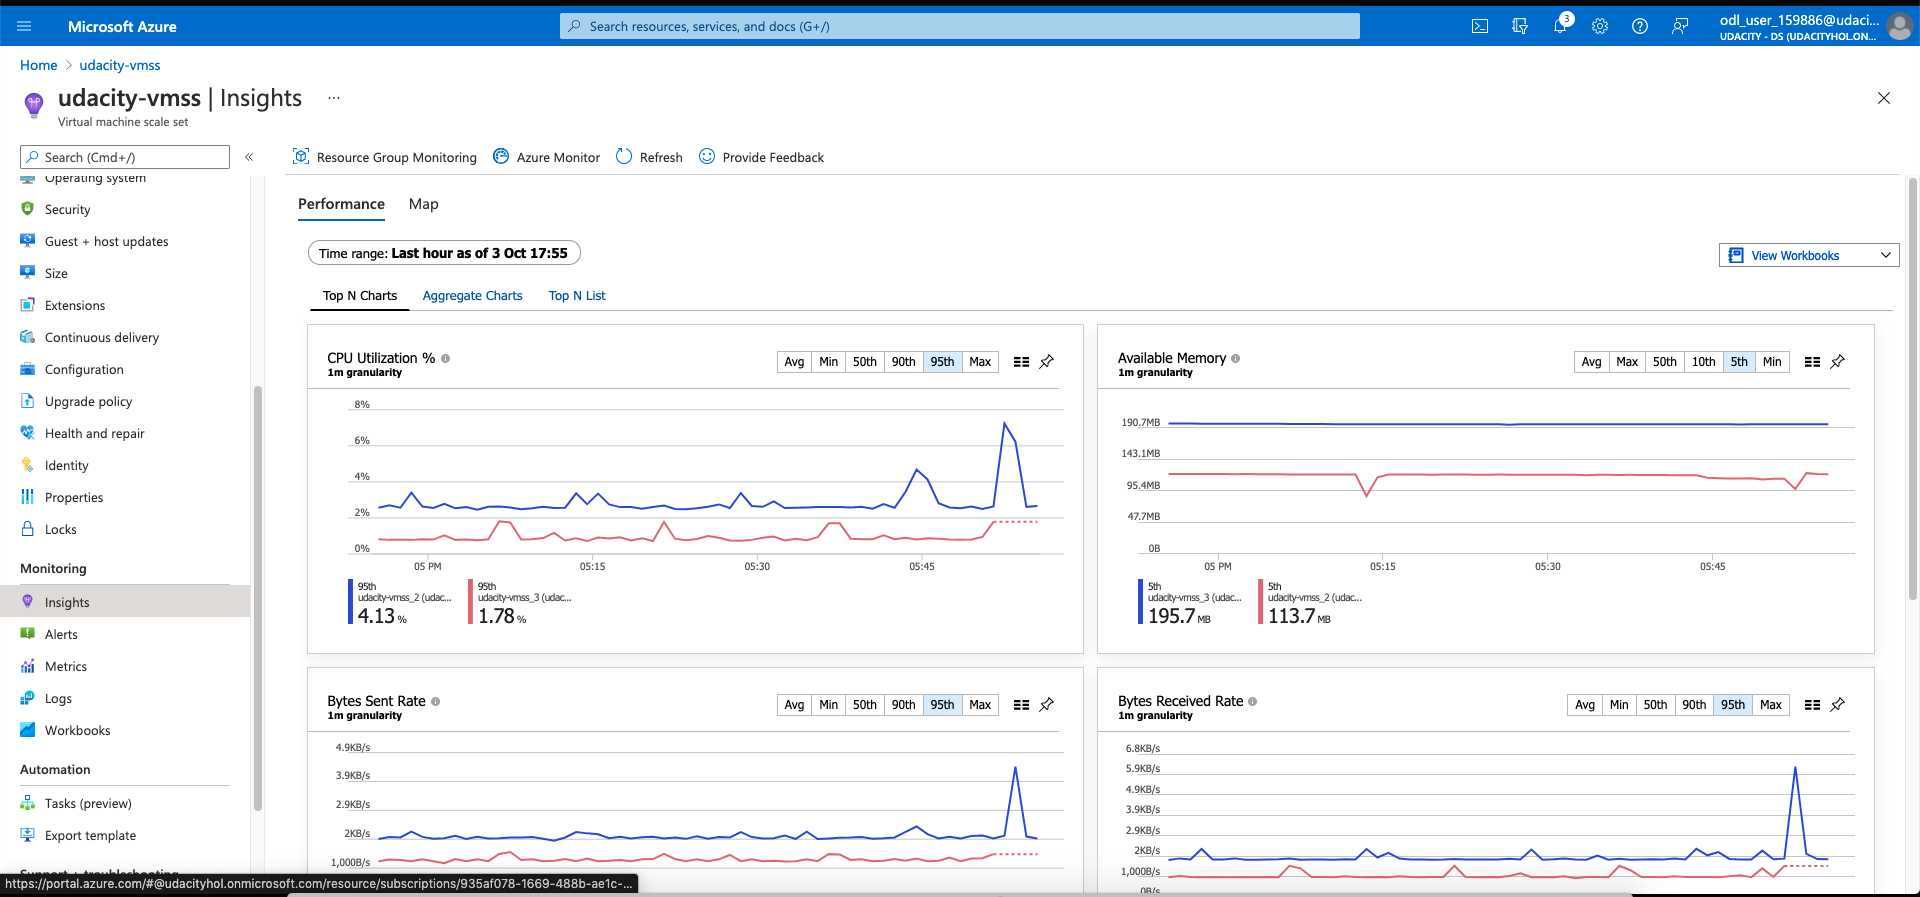 Microsoft Azure
Search resources, services, and docs (G+/)
3
odl_user_159886@udaci...
UDACITY - DS (UDACITYHOL.ON...
Home > udacity-vmss
udacity-vmss | Insights ...
Virtual machine scale set
Search (Cmd+/)
«
Operating system
Security
Guest + host updates
Size
Extensions
Continuous delivery
Configuration
Upgrade policy
Health and repair
Identity
Properties
Locks
Monitoring
Insights
Alerts
Metrics
Logs
Workbooks
Automation
Tasks (preview)
Export template
Support + troubleshooting
https://portal.azure.com/#@udacityhol.onmicrosoft.com/resource/subscriptions/935af078-1669-488b-ae1c-...
Resource Group Monitoring Azure Monitor Refresh Provide Feedback
Performance Map
Time range: Last hour as of 3 Oct 17:55
View Workbooks
Top N Charts Aggregate Charts Top N List
CPU Utilization %
1m granularity
Avg Min 50th 90th 95th Max
8%
6%
4%
2%
0%
05 PM 05:15 05:30 05:45
95th
udacity-vmss_2 (udac...
4.13 %
95th
udacity-vmss_3 (udac...
1.78 %
Available Memory
1m granularity
Avg Max 50th 10th 5th Min
190.7MB
143.1MB
95.4MB
47.7MB
0B
05 PM 05:15 05:30 05:45
5th
udacity-vmss_3 (udac...
195.7 MB
5th
udacity-vmss_2 (udac...
113.7 MB
Bytes Sent Rate
1m granularity
Avg Min 50th 90th 95th Max
4.9KB/s
3.9KB/s
2.9KB/s
2KB/s
1,000B/s
Bytes Received Rate
1m granularity
Avg Min 50th 90th 95th Max
6.8KB/s
5.9KB/s
4.9KB/s
3.9KB/s
2.9KB/s
2KB/s
1,000B/s
0B/s